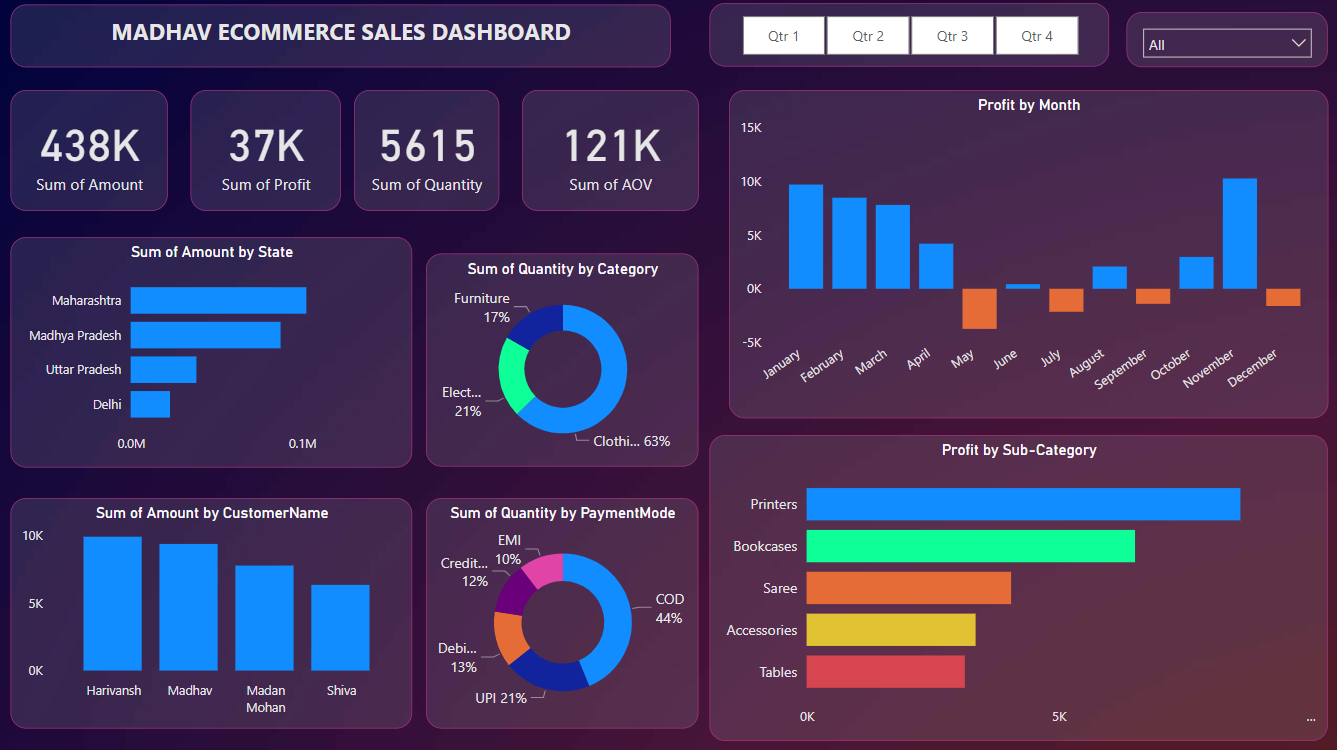 MADHAV ECOMMERCE SALES DASHBOARD
Qtr 1
Qtr 2
Qtr 3
Qtr 4
All
438K
Sum of Amount
37K
Sum of Profit
5615
Sum of Quantity
121K
Sum of AOV
Profit by Month
15K
10K
5K
0K
-5K
January
February
March
April
May
June
July
August
September
October
November
December
Sum of Amount by State
Maharashtra
Madhya Pradesh
Uttar Pradesh
Delhi
0.0M
0.1M
Sum of Quantity by Category
Furniture
17%
Elect...
21%
Clothi... 63%
Profit by Sub-Category
Printers
Bookcases
Saree
Accessories
Tables
0K
5K
...
Sum of Amount by CustomerName
10K
5K
0K
Harivansh
Madhav
Madan
Mohan
Shiva
Sum of Quantity by PaymentMode
EMI
10%
Credit...
12%
COD
44%
Debi...
13%
UPI 21%